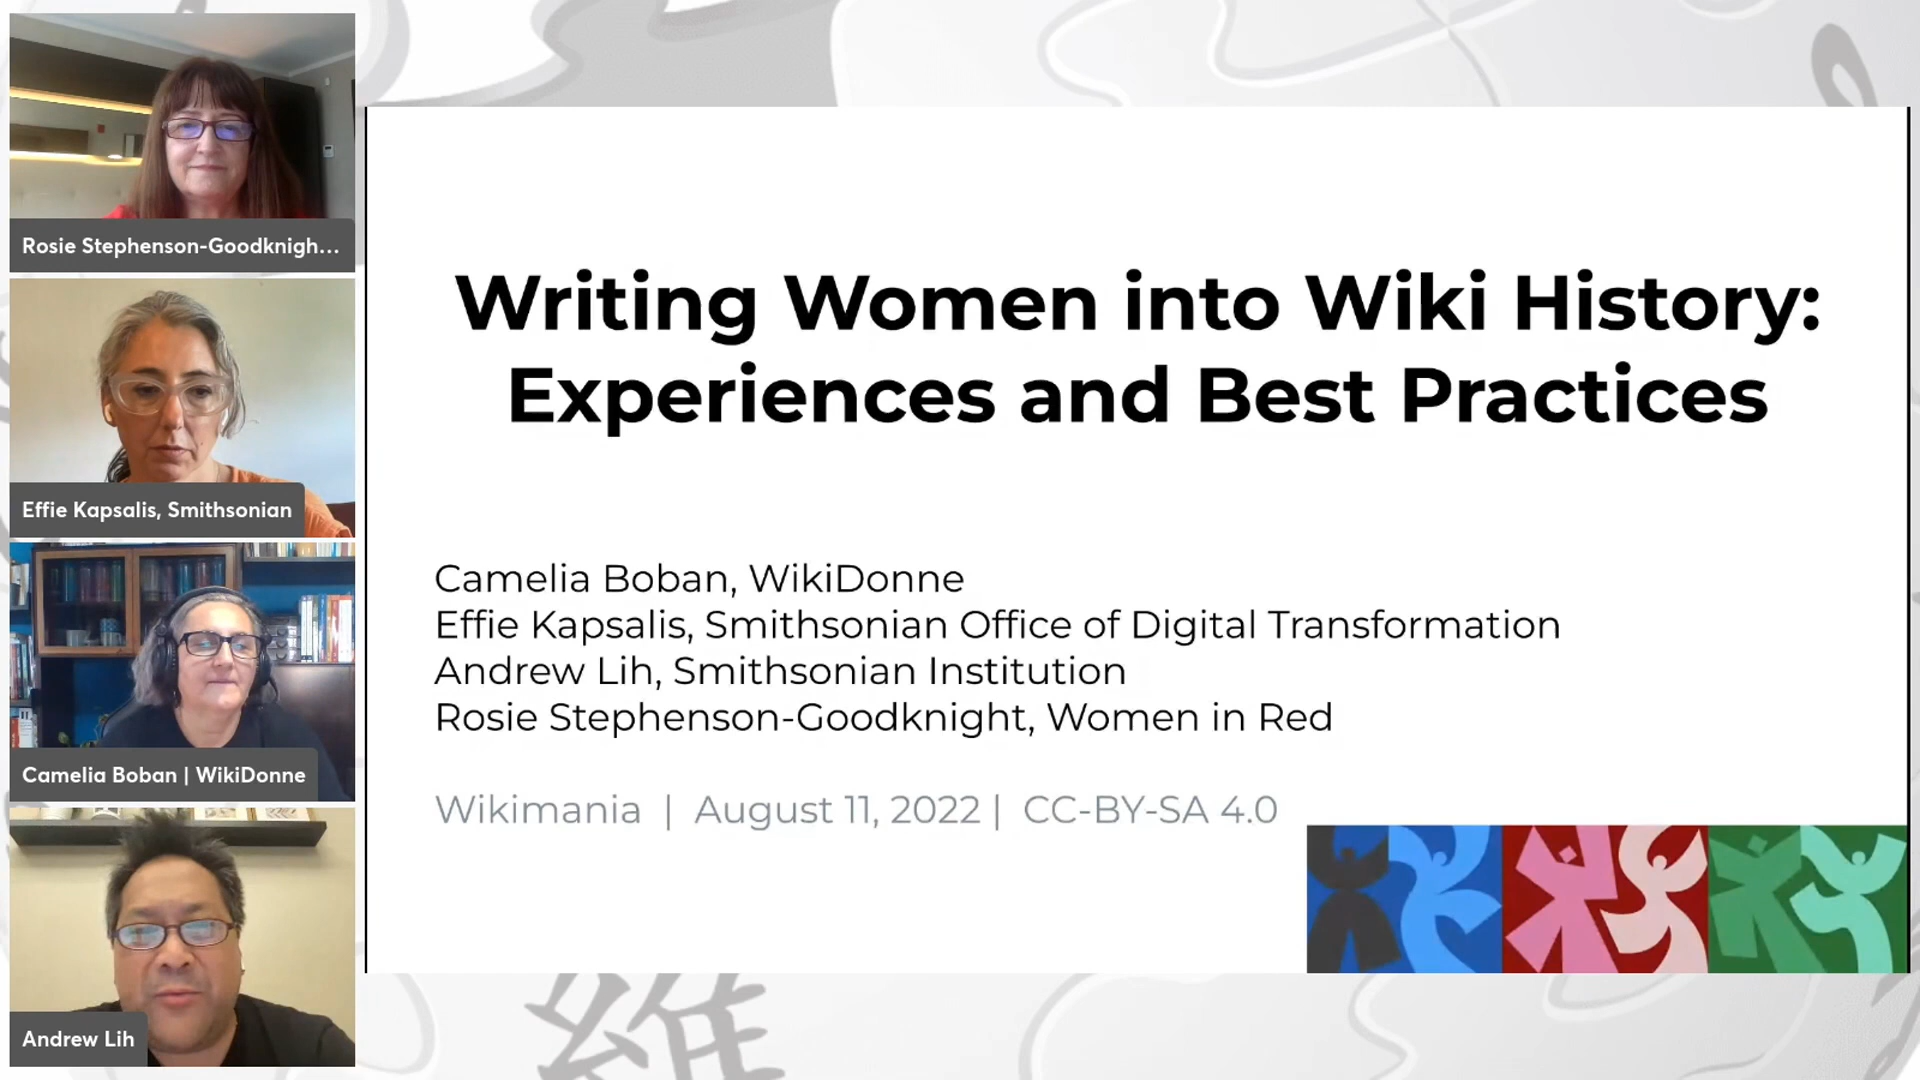 Rosie Stephenson-Goodknigh...
Effie Kapsalis, Smithsonian
Camelia Boban | WikiDonne
Andrew Lih
Writing Women into Wiki History:
Experiences and Best Practices
Camelia Boban, WikiDonne
Effie Kapsalis, Smithsonian Office of Digital Transformation
Andrew Lih, Smithsonian Institution
Rosie Stephenson-Goodknight, Women in Red
Wikimania | August 11, 2022 | CC-BY-SA 4.0
維